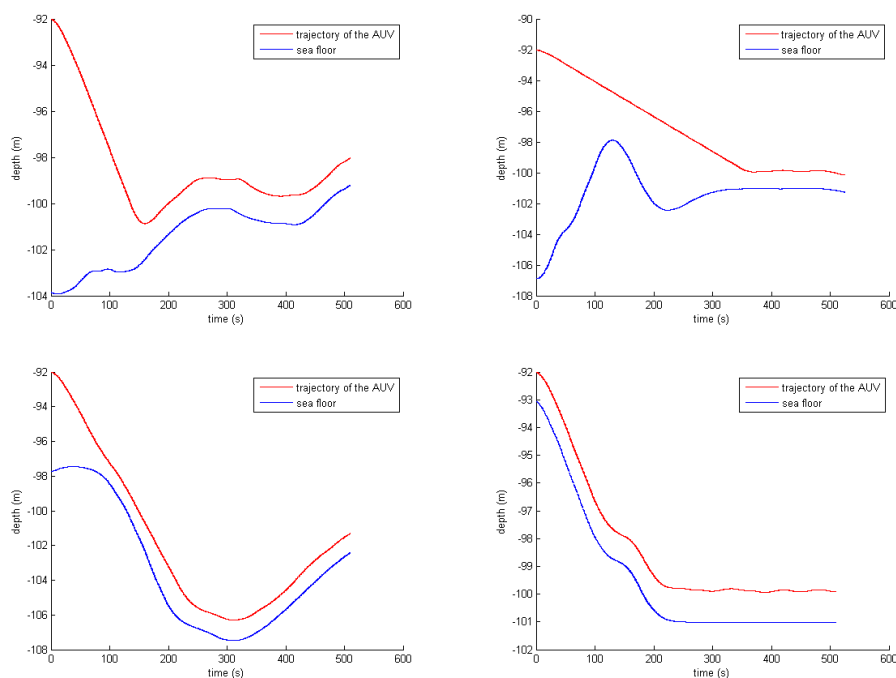 -92
-94
-96
-98
-100
-102
-104
depth (m)
0 100 200 300 400 500 600
time (s)
trajectory of the AUV
sea floor
-90
-92
-94
-96
-98
-100
-102
-104
-106
-108
depth (m)
0 100 200 300 400 500 600
time (s)
trajectory of the AUV
sea floor
-92
-94
-96
-98
-100
-102
-104
-106
-108
depth (m)
0 100 200 300 400 500 600
time (s)
trajectory of the AUV
sea floor
-92
-93
-94
-95
-96
-97
-98
-99
-100
-101
-102
depth (m)
0 100 200 300 400 500 600
time (s)
trajectory of the AUV
sea floor